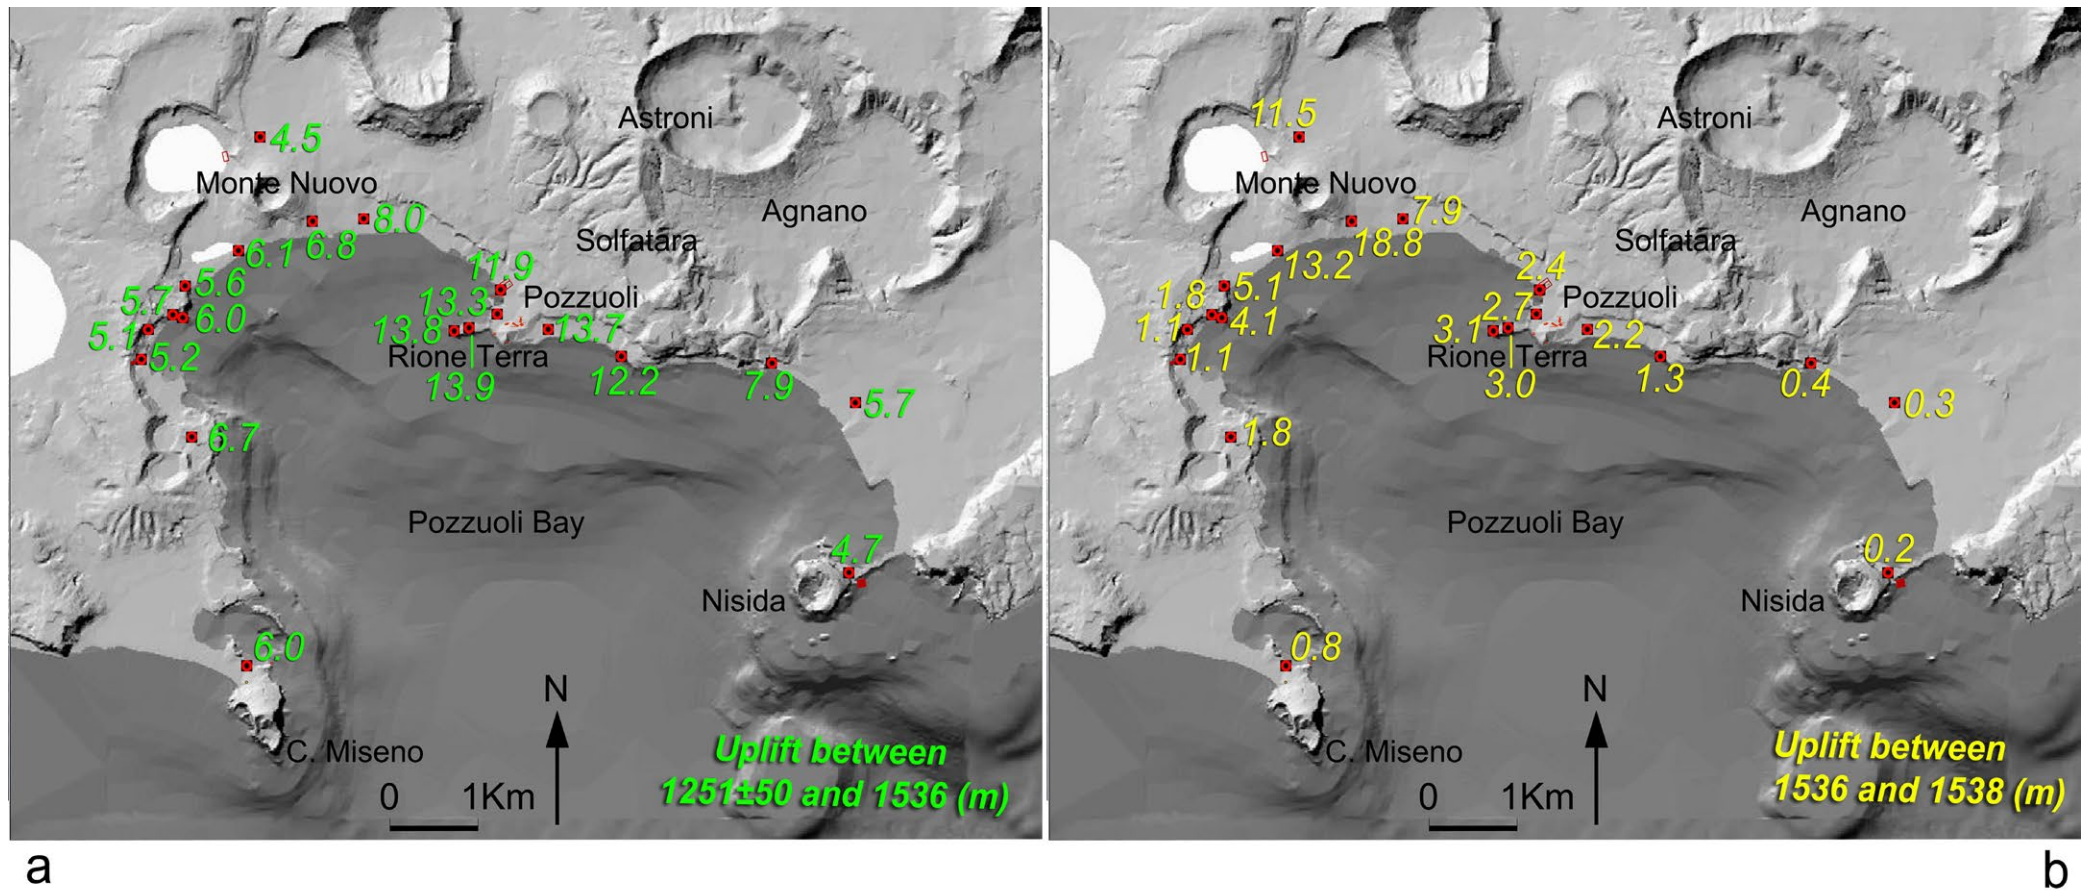 Astroni
4.5
Monte Nuovo
Agnano
8.0
6.8
6.1
Solfatara
11.9
5.6
5.7
6.0
13.3
Pozzuoli
5.1
13.8
13.7
5.2
Rione Terra
13.9
12.2
7.9
5.7
6.7
Pozzuoli Bay
4.7
Nisida
6.0
N
C. Miseno
0 1Km
Uplift between
1251±50 and 1536 (m)
a
11.5
Astroni
Monte Nuovo
Agnano
7.9
18.8
13.2
Solfatara
2.4
5.1
1.8
4.1
2.7
Pozzuoli
1.1
3.1
2.2
1.1
Rione Terra
3.0
1.3
0.4
0.3
1.8
Pozzuoli Bay
0.2
Nisida
0.8
N
C. Miseno
0 1Km
Uplift between
1536 and 1538 (m)
b